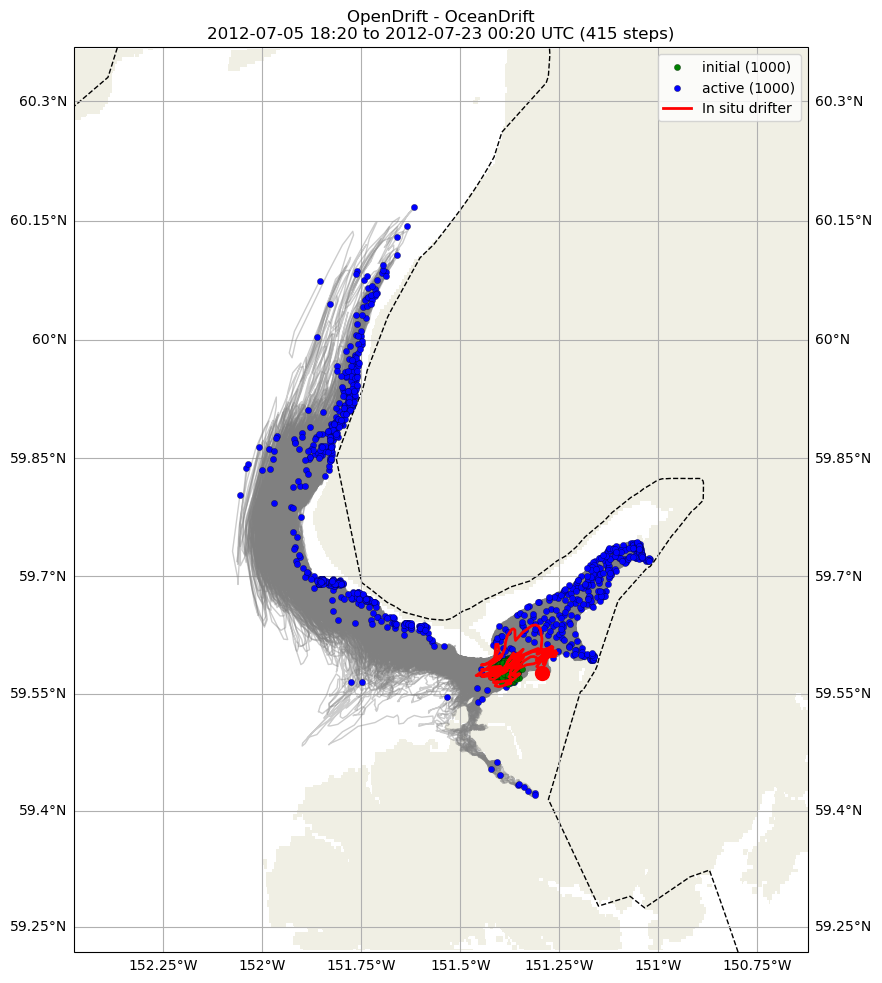 OpenDrift - OceanDrift
2012-07-05 18:20 to 2012-07-23 00:20 UTC (415 steps)
initial (1000)
active (1000)
In situ drifter
60.3°N 60.3°N
60.15°N 60.15°N
60°N 60°N
59.85°N 59.85°N
59.7°N 59.7°N
59.55°N 59.55°N
59.4°N 59.4°N
59.25°N 59.25°N
152.25°W 152°W 151.75°W 151.5°W 151.25°W 151°W 150.75°W